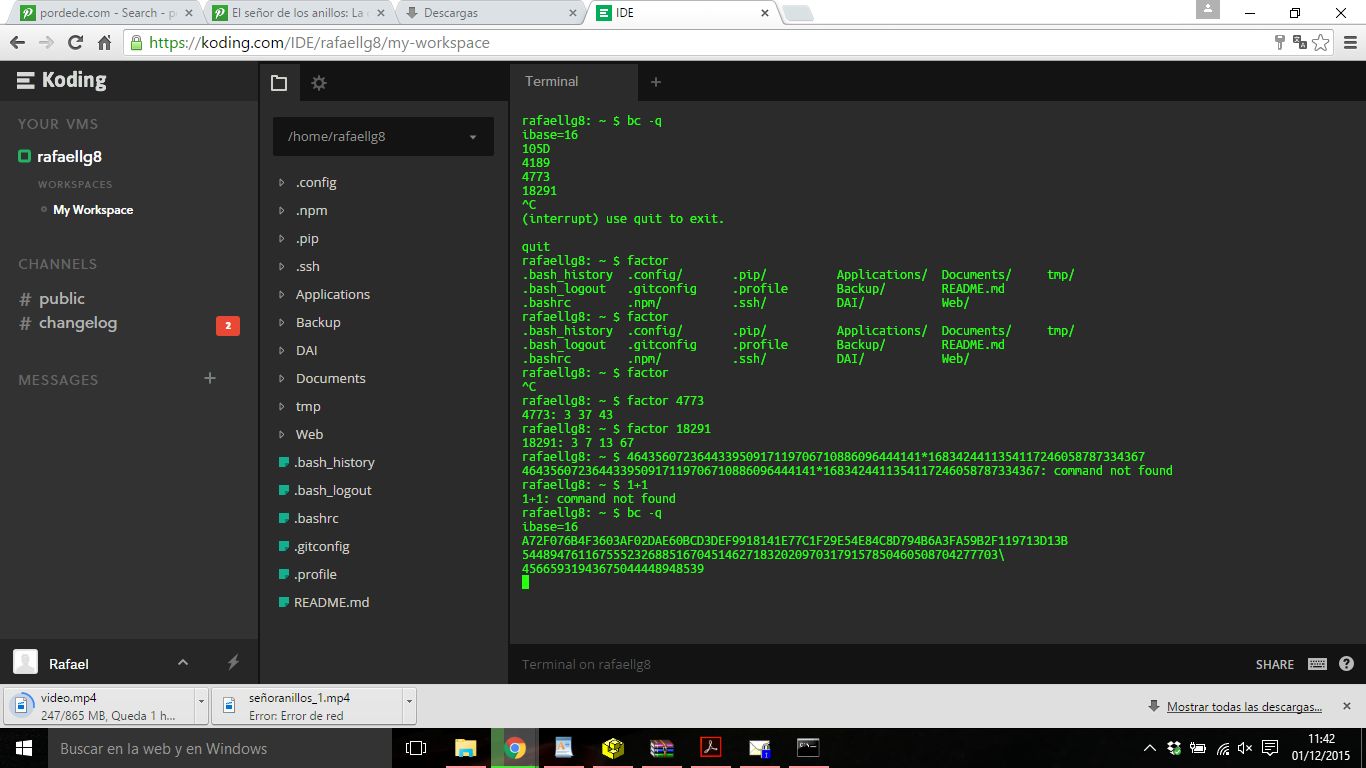 pordede.com - Search - p
El señor de los anillos: La c
Descargas
IDE
https://koding.com/IDE/rafaellg8/my-workspace
Koding
YOUR VMS
rafaellg8
WORKSPACES
My Workspace
CHANNELS
# public
# changelog
2
MESSAGES +
Rafael
/home/rafaellg8
.config
.npm
.pip
.ssh
Applications
Backup
DAI
Documents
tmp
Web
.bash_history
.bash_logout
.bashrc
.gitconfig
.profile
README.md
Terminal +
rafaellg8: ~ $ bc -q
ibase=16
105D
4189
4773
18291
^C
(interrupt) use quit to exit.
quit
rafaellg8: ~ $ factor
.bash_history .config/ .pip/ Applications/ Documents/ tmp/
.bash_logout .gitconfig .profile Backup/ README.md
.bashrc .npm/ .ssh/ DAI/ Web/
rafaellg8: ~ $ factor
.bash_history .config/ .pip/ Applications/ Documents/ tmp/
.bash_logout .gitconfig .profile Backup/ README.md
.bashrc .npm/ .ssh/ DAI/ Web/
rafaellg8: ~ $ factor
^C
rafaellg8: ~ $ factor 4773
4773: 3 37 43
rafaellg8: ~ $ factor 18291
18291: 3 7 13 67
rafaellg8: ~ $ 46435607236443395091711970671088609644141*1683424411354117246058787334367
46435607236443395091711970671088609644141*1683424411354117246058787334367: command not found
rafaellg8: ~ $ 1+1
1+1: command not found
rafaellg8: ~ $ bc -q
ibase=16
A72F076B4F3603AF02DAE60BCD3DEF9918141E77C1F29E54E84C8D794B6A3FA59B2F119713D13B
54489476116755523268851670451462718320209703179157850460508704277703\
45665931943675044448948539
Terminal on rafaellg8
SHARE
?
video.mp4
247/865 MB, Queda 1 h...
señoranillos_1.mp4
Error: Error de red
Mostrar todas las descargas...
Buscar en la web y en Windows
11:42
01/12/2015